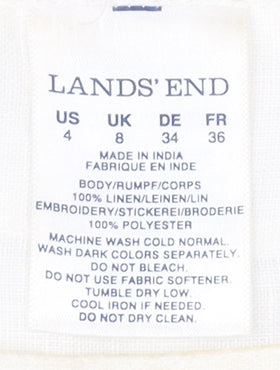 LANDS' END
US UK DE FR
4 8 34 36
MADE IN INDIA
FABRIQUE EN INDE
BODY/RUMPF/CORPS
100% LINEN/LEINEN/LIN
EMBROIDERY/STICKEREI/BRODERIE
100% POLYESTER
MACHINE WASH COLD NORMAL.
WASH DARK COLORS SEPARATELY.
DO NOT BLEACH.
DO NOT USE FABRIC SOFTENER.
TUMBLE DRY LOW.
COOL IRON IF NEEDED.
DO NOT DRY CLEAN.